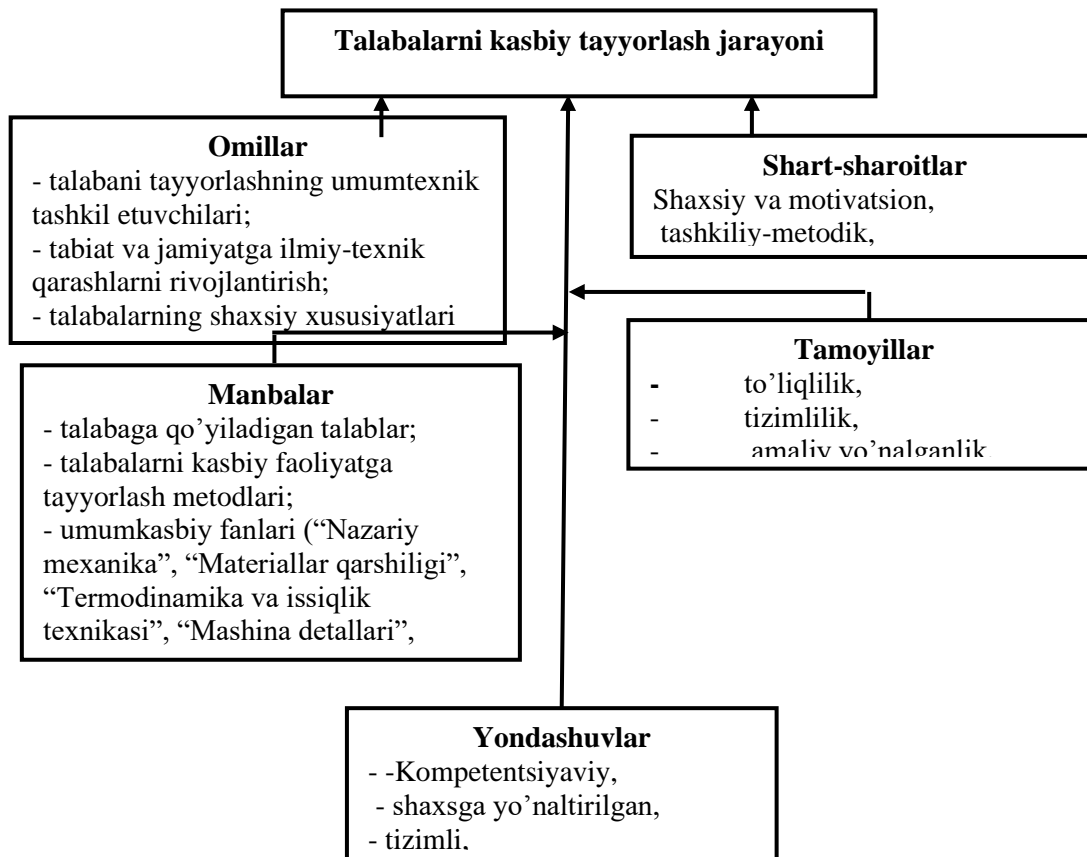 Talabalarni kasbiy tayyorlash jarayoni
Omillar
- talabani tayyorlashning umumtexnik
tashkil etuvchilari;
- tabiat va jamiyatga ilmiy-texnik
qarashlarni rivojlantirish;
- talabalarning shaxsiy xususiyatlari
Shart-sharoitlar
Shaxsiy va motivatsion,
tashkiliy-metodik,
Manbalar
- talabaga qo’yiladigan talablar;
- talabalarni kasbiy faoliyatga
tayyorlash metodlari;
- umumkasbiy fanlari (“Nazariy
mexanika”, “Materiallar qarshiligi”,
“Termodinamika va issiqlik
texnikasi”, “Mashina detallari”,
Tamoyillar
- to’liqlilik,
- tizimlilik,
- amaliy yo’nalganlik,
Yondashuvlar
- -Kompetentsiyaviy,
- shaxsga yo’naltirilgan,
- tizimli,